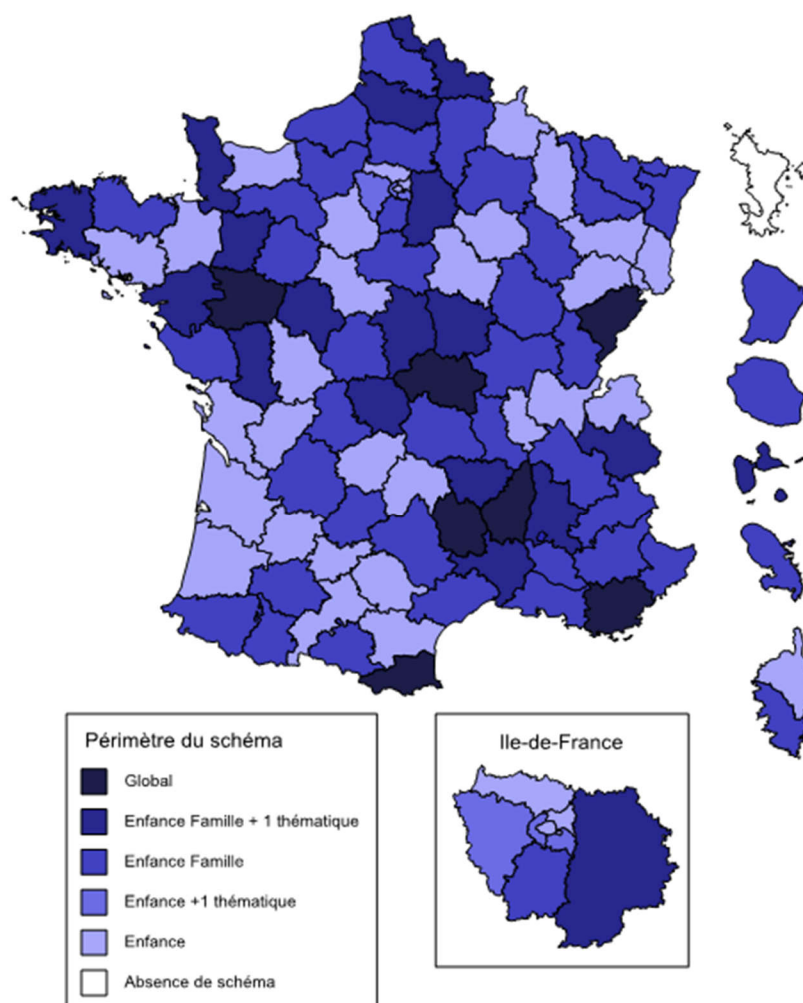 Périmètre du schéma
Global
Enfance Famille + 1 thématique
Enfance Famille
Enfance +1 thématique
Enfance
Absence de schéma
Ile-de-France